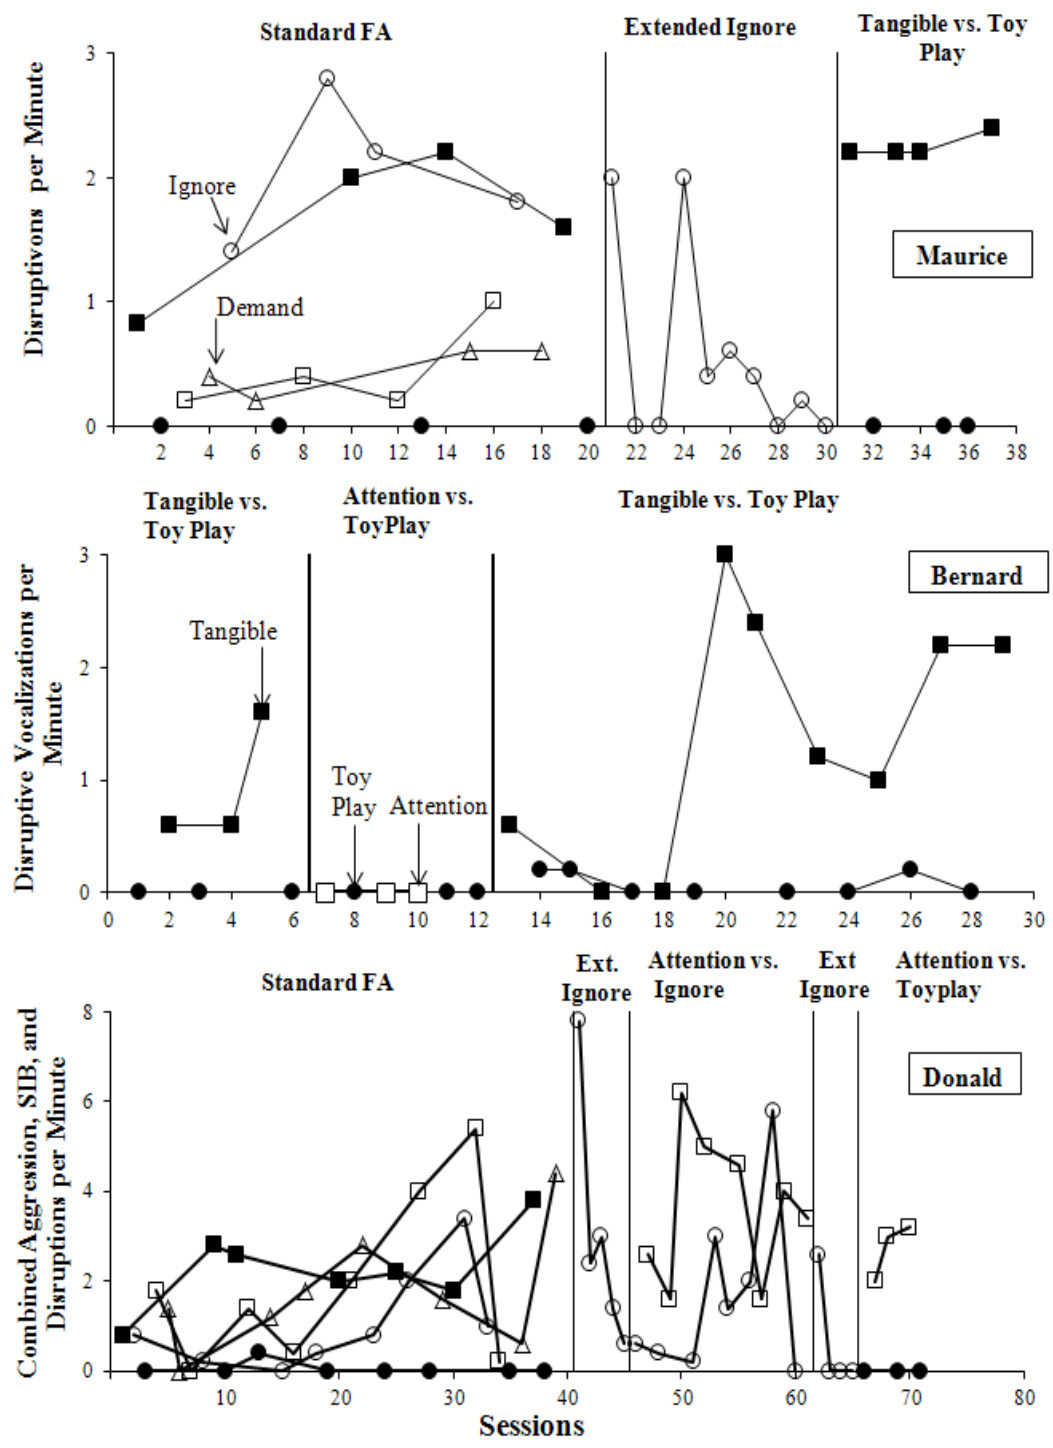 Standard FA
Extended Ignore
Tangible vs. Toy
Play
Disruptivons per Minute
3
2
1
0
Ignore
Demand
Maurice
2 4 6 8 10 12 14 16 18 20 22 24 26 28 30 32 34 36 38
Tangible vs.
Toy Play
Attention vs.
ToyPlay
Tangible vs. Toy Play
Disruptive Vocalizations per
Minute
3
2
1
0
Bernard
Tangible
Toy
Play
Attention
0 2 4 6 8 10 12 14 16 18 20 22 24 26 28 30
Standard FA
Ext.
Ignore
Attention vs.
Ignore
Ext
Ignore
Attention vs.
Toyplay
Combined Aggression, SIB, and
Disruptions per Minute
8
6
4
2
0
Donald
10 20 30 40 50 60 70 80
Sessions